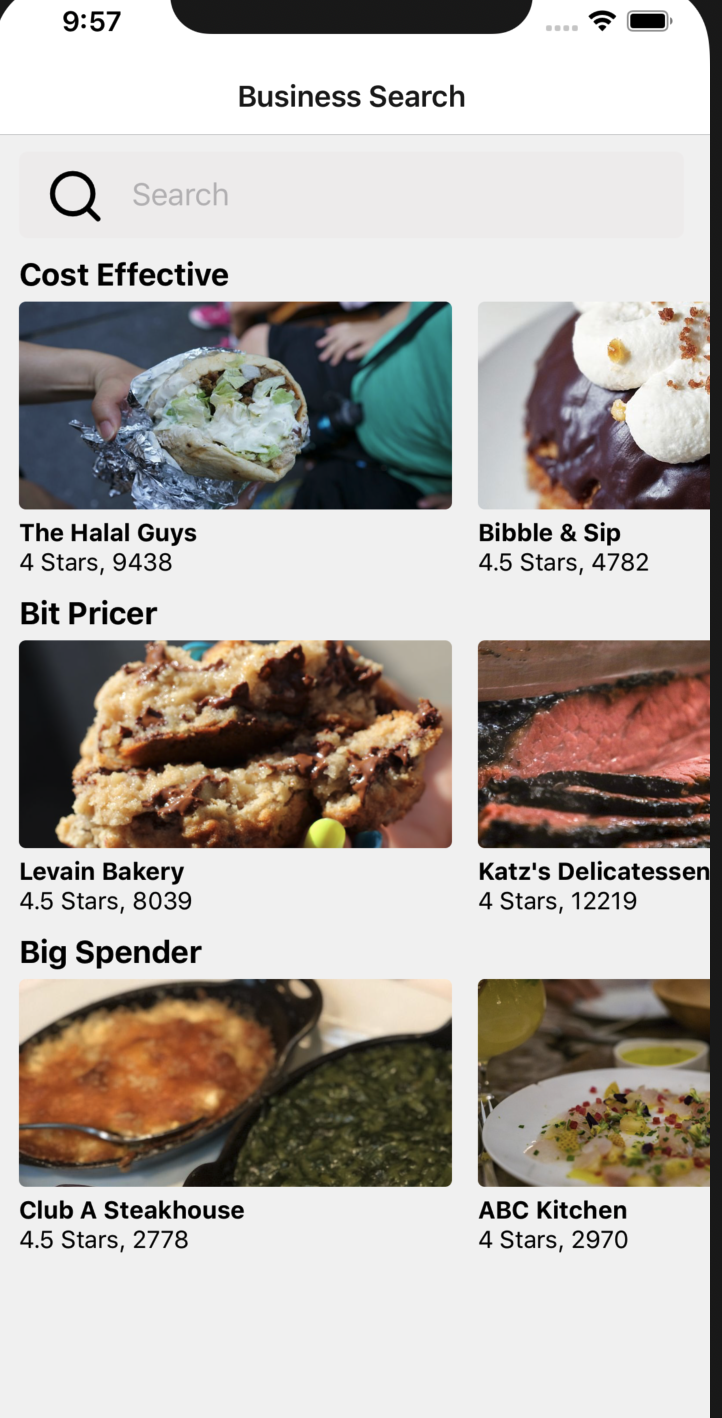 9:57
Business Search
Search
Cost Effective
The Halal Guys
4 Stars, 9438
Bibble & Sip
4.5 Stars, 4782
Bit Pricer
Levain Bakery
4.5 Stars, 8039
Katz's Delicatessen
4 Stars, 12219
Big Spender
Club A Steakhouse
4.5 Stars, 2778
ABC Kitchen
4 Stars, 2970